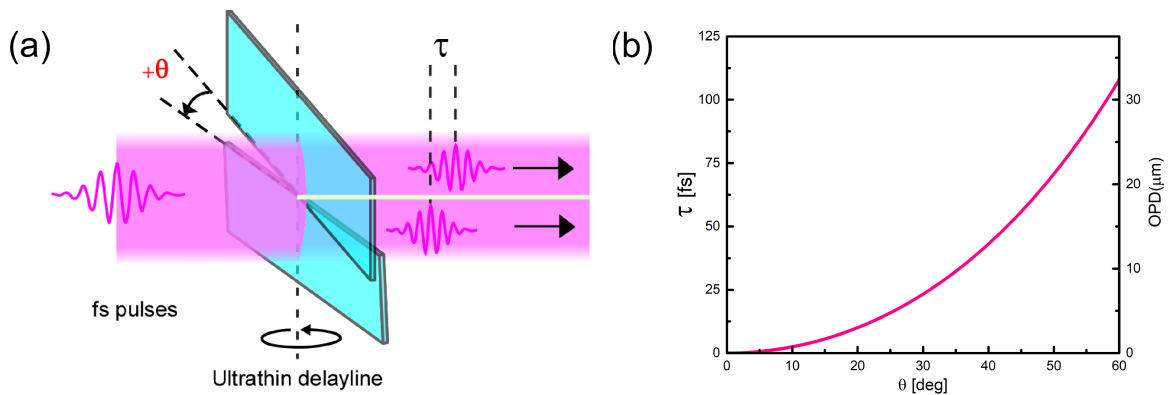 (a)
+θ
τ
fs pulses
Ultrathin delayline
(b)
τ [fs]
125
100
75
50
25
0
0 10 20 30 40 50 60
θ [deg]
30
20
10
0
OPD(μm)